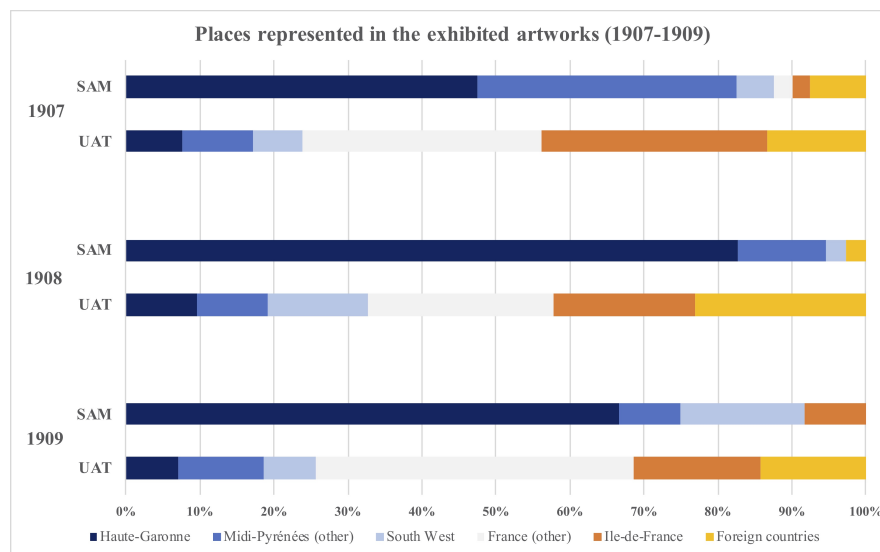 Places represented in the exhibited artworks (1907-1909)
SAM
1907
UAT
SAM
1908
UAT
SAM
1909
UAT
0% 10% 20% 30% 40% 50% 60% 70% 80% 90% 100%
Haute-Garonne Midi-Pyrénées (other) South West France (other) Ile-de-France Foreign countries